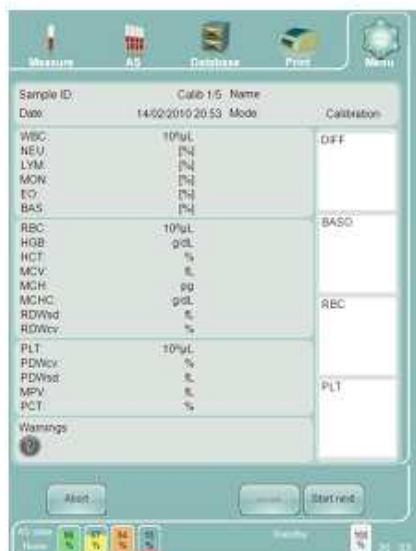 Measure AS Database Print Menu
Sample ID: Calib 1/5 Name
Date: 14/02/2010 20:53 Mode Calibration
WBC 10³/µL
NEU [%]
LYM [%]
MON [%]
EO [%]
BAS [%]
DIFF
RBC 10⁶/µL
HGB g/dL
HCT %
MCV fL
MCH pg
MCHC g/dL
RDWsd fL
RDWcv %
BASO
RBC
PLT 10³/µL
PDWcv %
PDWsd fL
MPV fL
PCT %
PLT
Warnings
?
Abort Start next
Standby